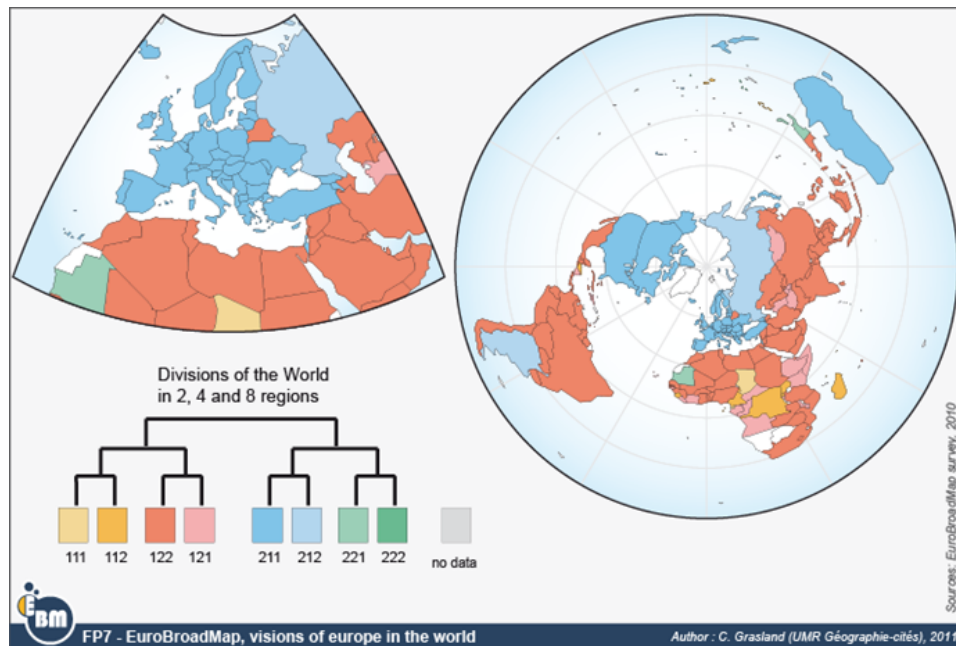 Divisions of the World
in 2, 4 and 8 regions
111 112 122 121 211 212 221 222 no data
Sources: EuroBroadMap survey, 2010
EBM
FP7 - EuroBroadMap, visions of europe in the world
Author : C. Grasland (UMR Géographie-cités), 2011